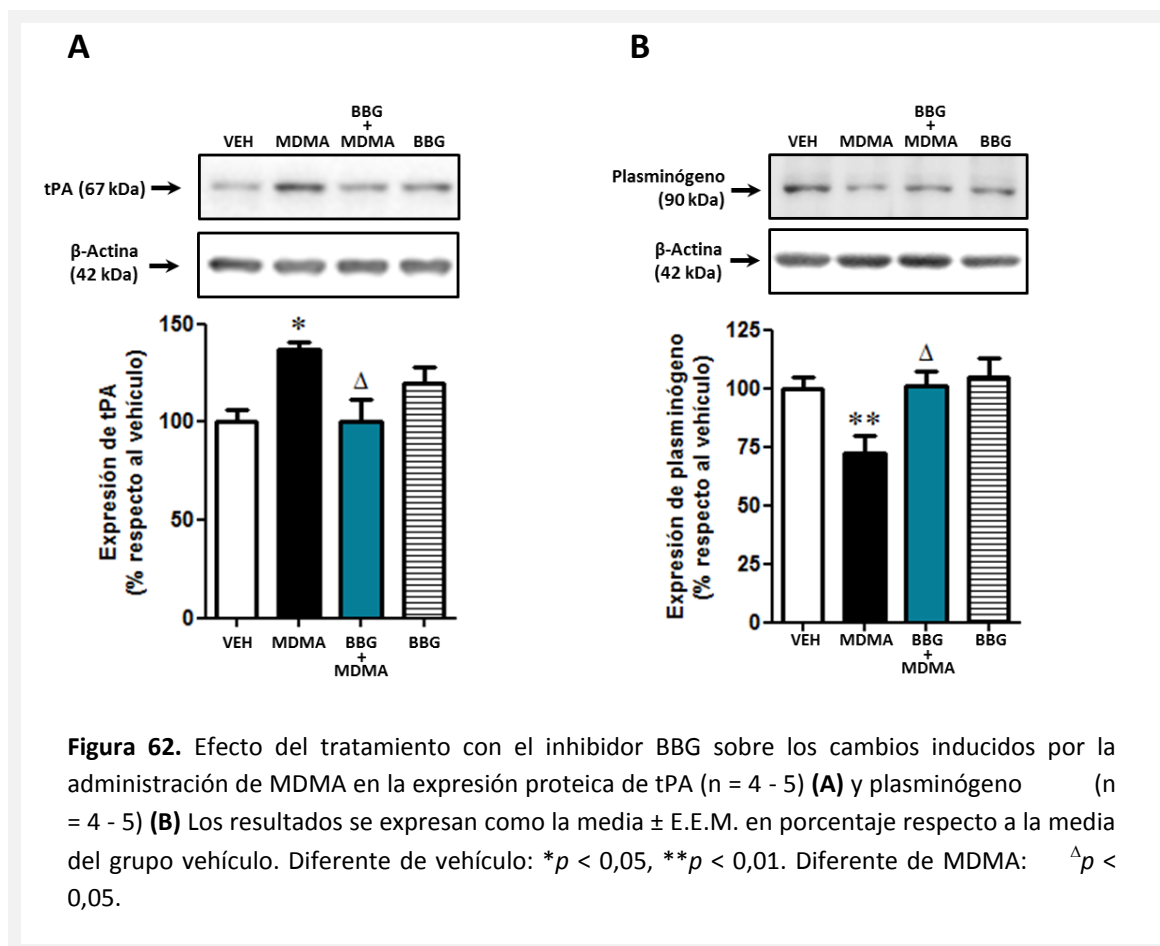 A
B
BBG
+
VEH MDMA MDMA BBG
tPA (67 kDa)
β-Actina
(42 kDa)
BBG
+
VEH MDMA MDMA BBG
Plasminógeno
(90 kDa)
β-Actina
(42 kDa)
Expresión de tPA
(% respecto al vehículo)
150
100
50
0
*
Δ
VEH MDMA BBG BBG
+
MDMA
Expresión de plasminógeno
(% respecto al vehículo)
125
100
75
50
25
0
**
Δ
VEH MDMA BBG BBG
+
MDMA
Figura 62. Efecto del tratamiento con el inhibidor BBG sobre los cambios inducidos por la
administración de MDMA en la expresión proteica de tPA (n = 4 - 5) (A) y plasminógeno (n
= 4 - 5) (B) Los resultados se expresan como la media ± E.E.M. en porcentaje respecto a la media
del grupo vehículo. Diferente de vehículo: *p < 0,05, **p < 0,01. Diferente de MDMA: Δp <
0,05.